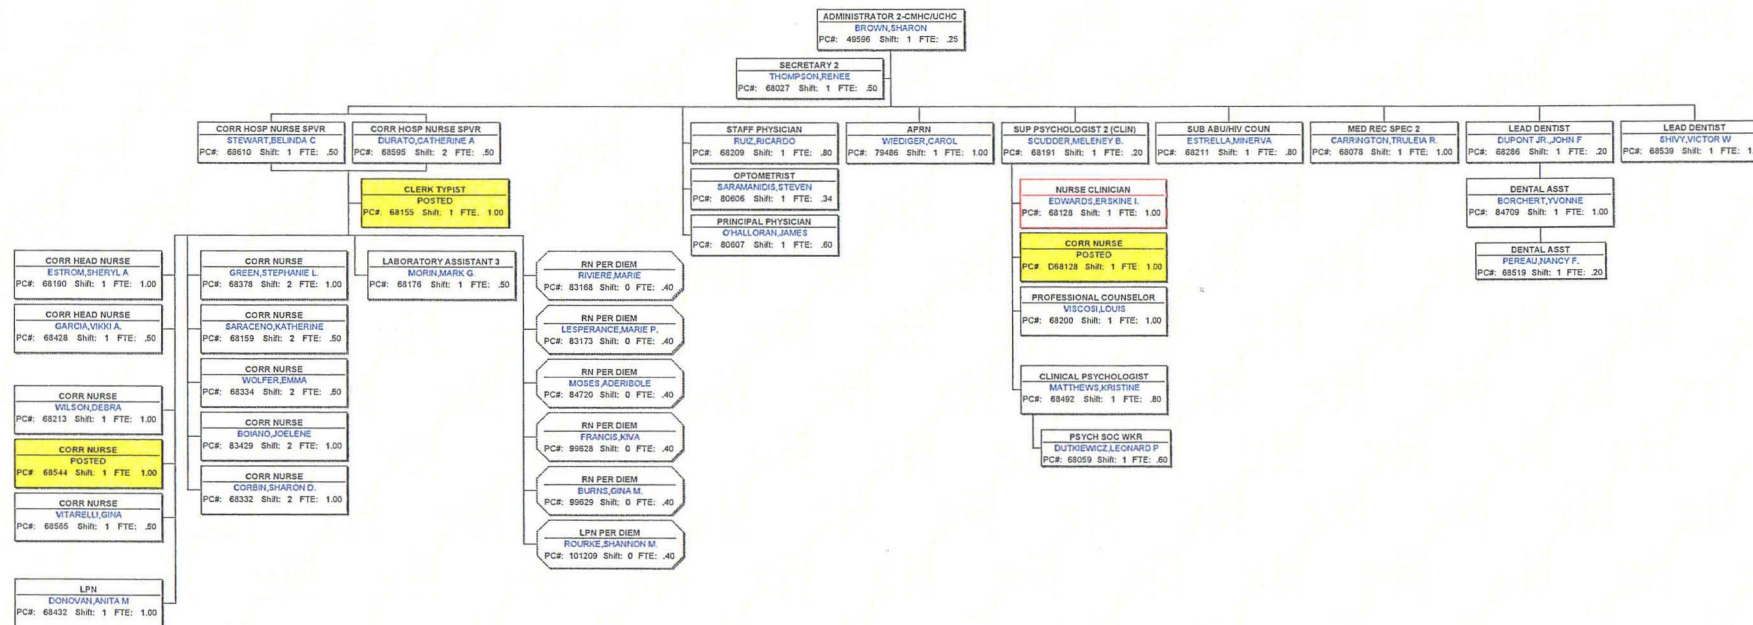 ADMINISTRATOR 2-CMHC/UCHC
BROWN,SHARON
PC#: 49596 Shift: 1 FTE: .25
SECRETARY 2
THOMPSON,RENEE
PC#: 68027 Shift: 1 FTE: .50
CORR HOSP NURSE SPVR
STEWART,BELINDA C
PC#: 68610 Shift: 1 FTE: .50
CORR HOSP NURSE SPVR
DURATO,CATHERINE A
PC#: 68595 Shift: 2 FTE: .50
CLERK TYPIST
POSTED
PC#: 68155 Shift: 1 FTE: 1.00
CORR HEAD NURSE
ESTROM,SHERYL A
PC#: 68190 Shift: 1 FTE: 1.00
CORR HEAD NURSE
GARCIA,VIKKI A.
PC#: 68428 Shift: 1 FTE: .50
CORR NURSE
WILSON,DEBRA
PC#: 68213 Shift: 1 FTE: 1.00
CORR NURSE
POSTED
PC#: 68544 Shift: 1 FTE: 1.00
CORR NURSE
VITARELLI,GINA
PC#: 68565 Shift: 1 FTE: .50
LPN
DONOVAN,ANITA M
PC#: 68432 Shift: 1 FTE: 1.00
CORR NURSE
GREEN,STEPHANIE L.
PC#: 68378 Shift: 2 FTE: 1.00
CORR NURSE
SARACENO,KATHERINE
PC#: 68159 Shift: 2 FTE: .50
CORR NURSE
WOLFER,EMMA
PC#: 68334 Shift: 2 FTE: .50
CORR NURSE
BOIANO,JOELENE
PC#: 83429 Shift: 2 FTE: 1.00
CORR NURSE
CORBIN,SHARON D.
PC#: 68332 Shift: 2 FTE: 1.00
LABORATORY ASSISTANT 3
MORIN,MARK G.
PC#: 68176 Shift: 1 FTE: .50
RN PER DIEM
RIVIERE,MARIE
PC#: 83168 Shift: 0 FTE: .40
RN PER DIEM
LESPERANCE,MARIE P.
PC#: 83173 Shift: 0 FTE: .40
RN PER DIEM
MOSES,ADERIBOLE
PC#: 84720 Shift: 0 FTE: .40
RN PER DIEM
FRANCIS,KIVA
PC#: 99628 Shift: 0 FTE: .40
RN PER DIEM
BURNS,GINA M.
PC#: 99629 Shift: 0 FTE: .40
LPN PER DIEM
ROURKE,SHANNON M.
PC#: 101209 Shift: 0 FTE: .40
STAFF PHYSICIAN
RUIZ,RICARDO
PC#: 68209 Shift: 1 FTE: .80
OPTOMETRIST
SARAMANIDIS,STEVEN
PC#: 80606 Shift: 1 FTE: .34
PRINCIPAL PHYSICIAN
O'HALLORAN,JAMES
PC#: 80607 Shift: 1 FTE: .60
APRN
WIEDIGER,CAROL
PC#: 79486 Shift: 1 FTE: 1.00
SUP PSYCHOLOGIST 2 (CLIN)
SCUDDER,MELENEY B.
PC#: 68191 Shift: 1 FTE: .20
NURSE CLINICIAN
EDWARDS,ERSKINE I.
PC#: 68128 Shift: 1 FTE: 1.00
CORR NURSE
POSTED
PC#: D68128 Shift: 1 FTE: 1.00
PROFESSIONAL COUNSELOR
VISCOSI,LOUIS
PC#: 68200 Shift: 1 FTE: 1.00
CLINICAL PSYCHOLOGIST
MATTHEWS,KRISTINE
PC#: 68492 Shift: 1 FTE: .80
PSYCH SOC WKR
DUTKIEWICZ,LEONARD P
PC#: 68059 Shift: 1 FTE: .60
SUB ABU/HIV COUN
ESTRELLA,MINERVA
PC#: 68211 Shift: 1 FTE: .80
MED REC SPEC 2
CARRINGTON,TRULEIA R.
PC#: 68078 Shift: 1 FTE: 1.00
LEAD DENTIST
DUPONT JR.,JOHN F
PC#: 68286 Shift: 1 FTE: .20
DENTAL ASST
BORCHERT,YVONNE
PC#: 84709 Shift: 1 FTE: 1.00
DENTAL ASST
PEREAU,NANCY F.
PC#: 68519 Shift: 1 FTE: .20
LEAD DENTIST
SHIVY,VICTOR W
PC#: 68539 Shift: 1 FTE: